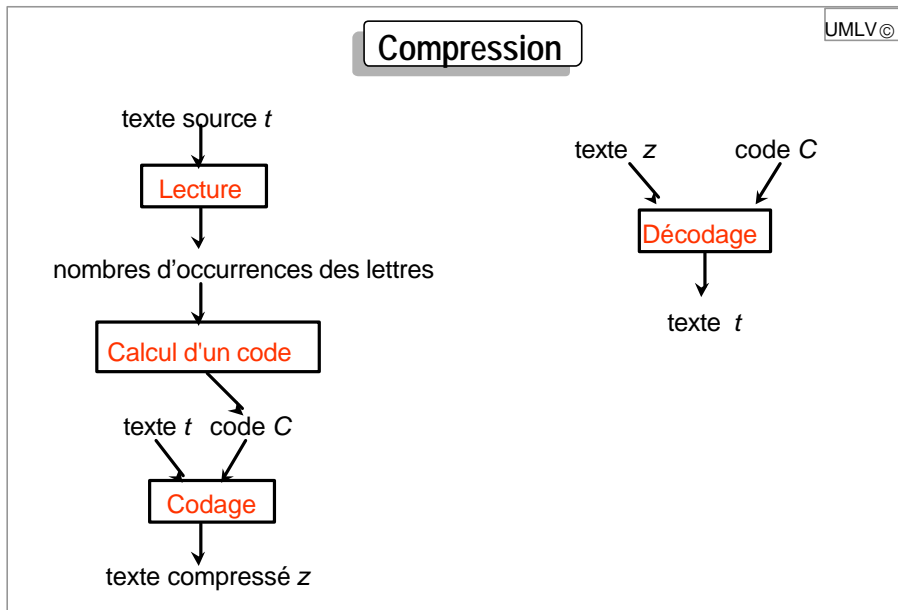 UMLV©
Compression
texte source t
Lecture
nombres d'occurrences des lettres
Calcul d'un code
texte t code C
Codage
texte compressé z
texte z code C
Décodage
texte t